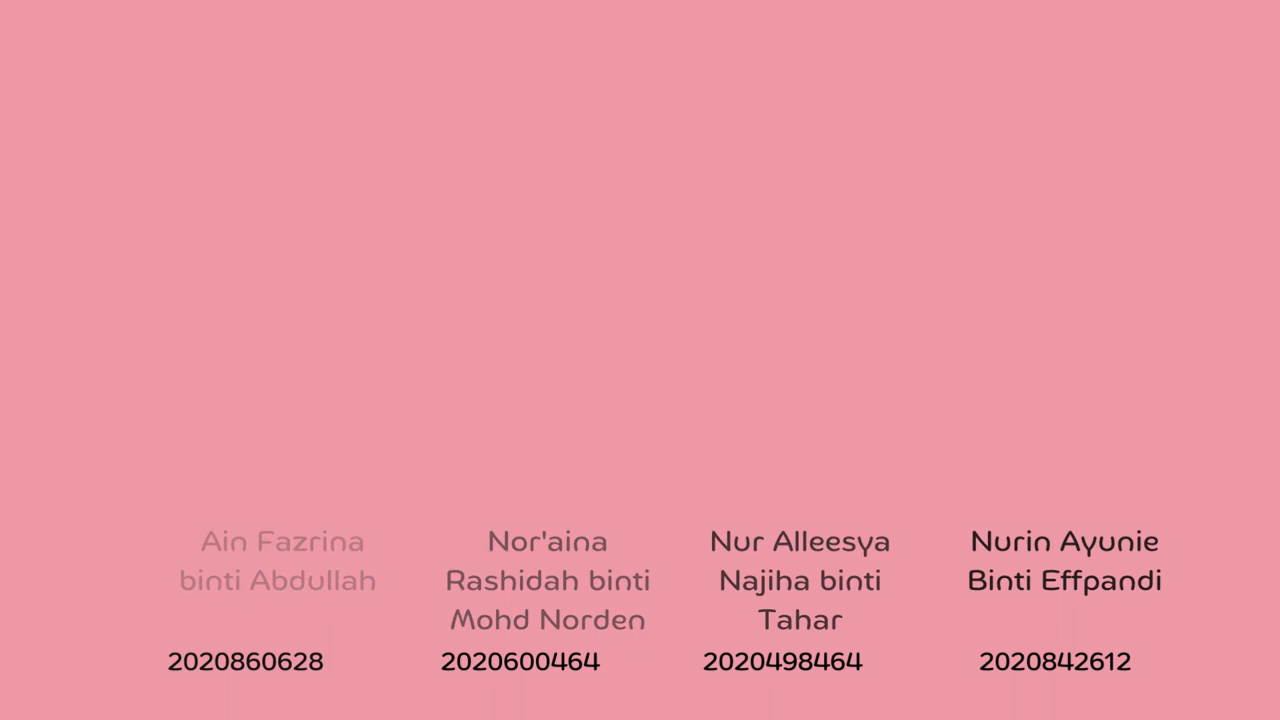 Ain Fazrina
binti Abdullah
2020860628
Nor'aina
Rashidah binti
Mohd Norden
2020600464
Nur Alleesya
Najiha binti
Tahar
2020498464
Nurin Ayunie
Binti Effpandi
2020842612